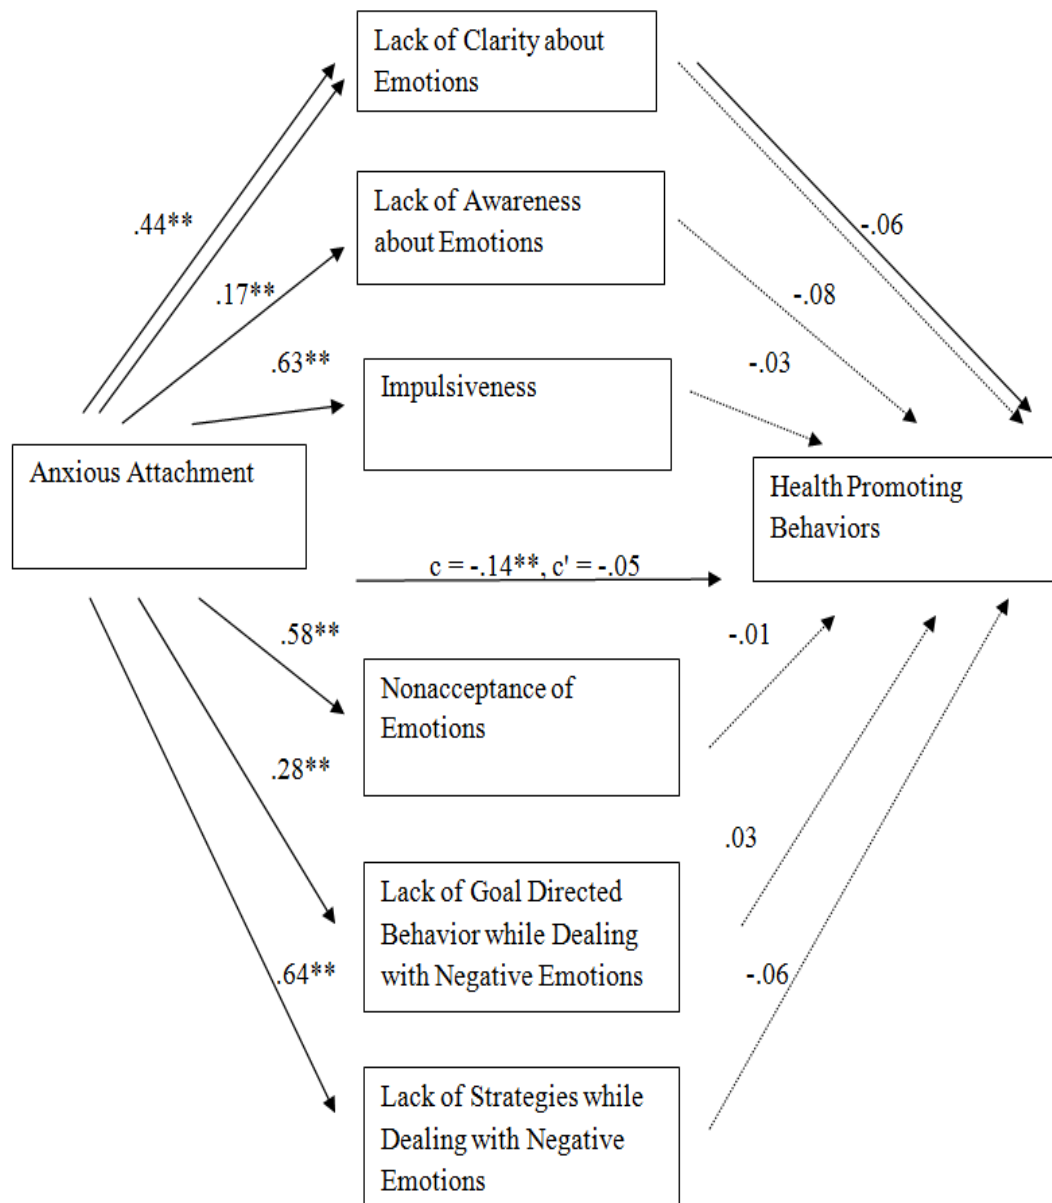 Lack of Clarity about
Emotions
.44**
-.06
Lack of Awareness
about Emotions
.17**
-.08
.63**
Impulsiveness
-.03
Anxious Attachment
Health Promoting
Behaviors
c = -.14**, c' = -.05
.58**
-.01
Nonacceptance of
Emotions
.28**
.03
Lack of Goal Directed
Behavior while Dealing
with Negative Emotions
.64**
-.06
Lack of Strategies while
Dealing with Negative
Emotions